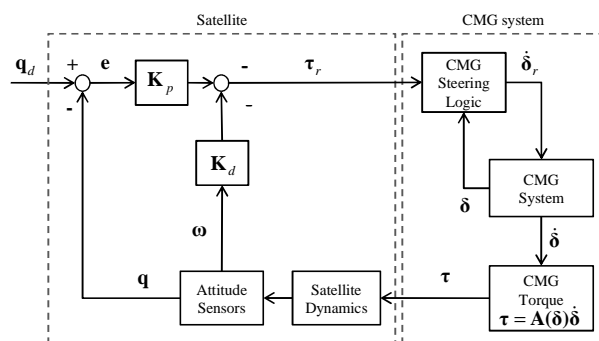 Satellite
CMG system
q_d
+
e
K_p
-
τ_r
CMG
Steering
Logic
δ̇_r
-
-
K_d
CMG
System
δ
ω
δ̇
q
Attitude
Sensors
Satellite
Dynamics
τ
CMG
Torque
τ = A(δ)δ̇